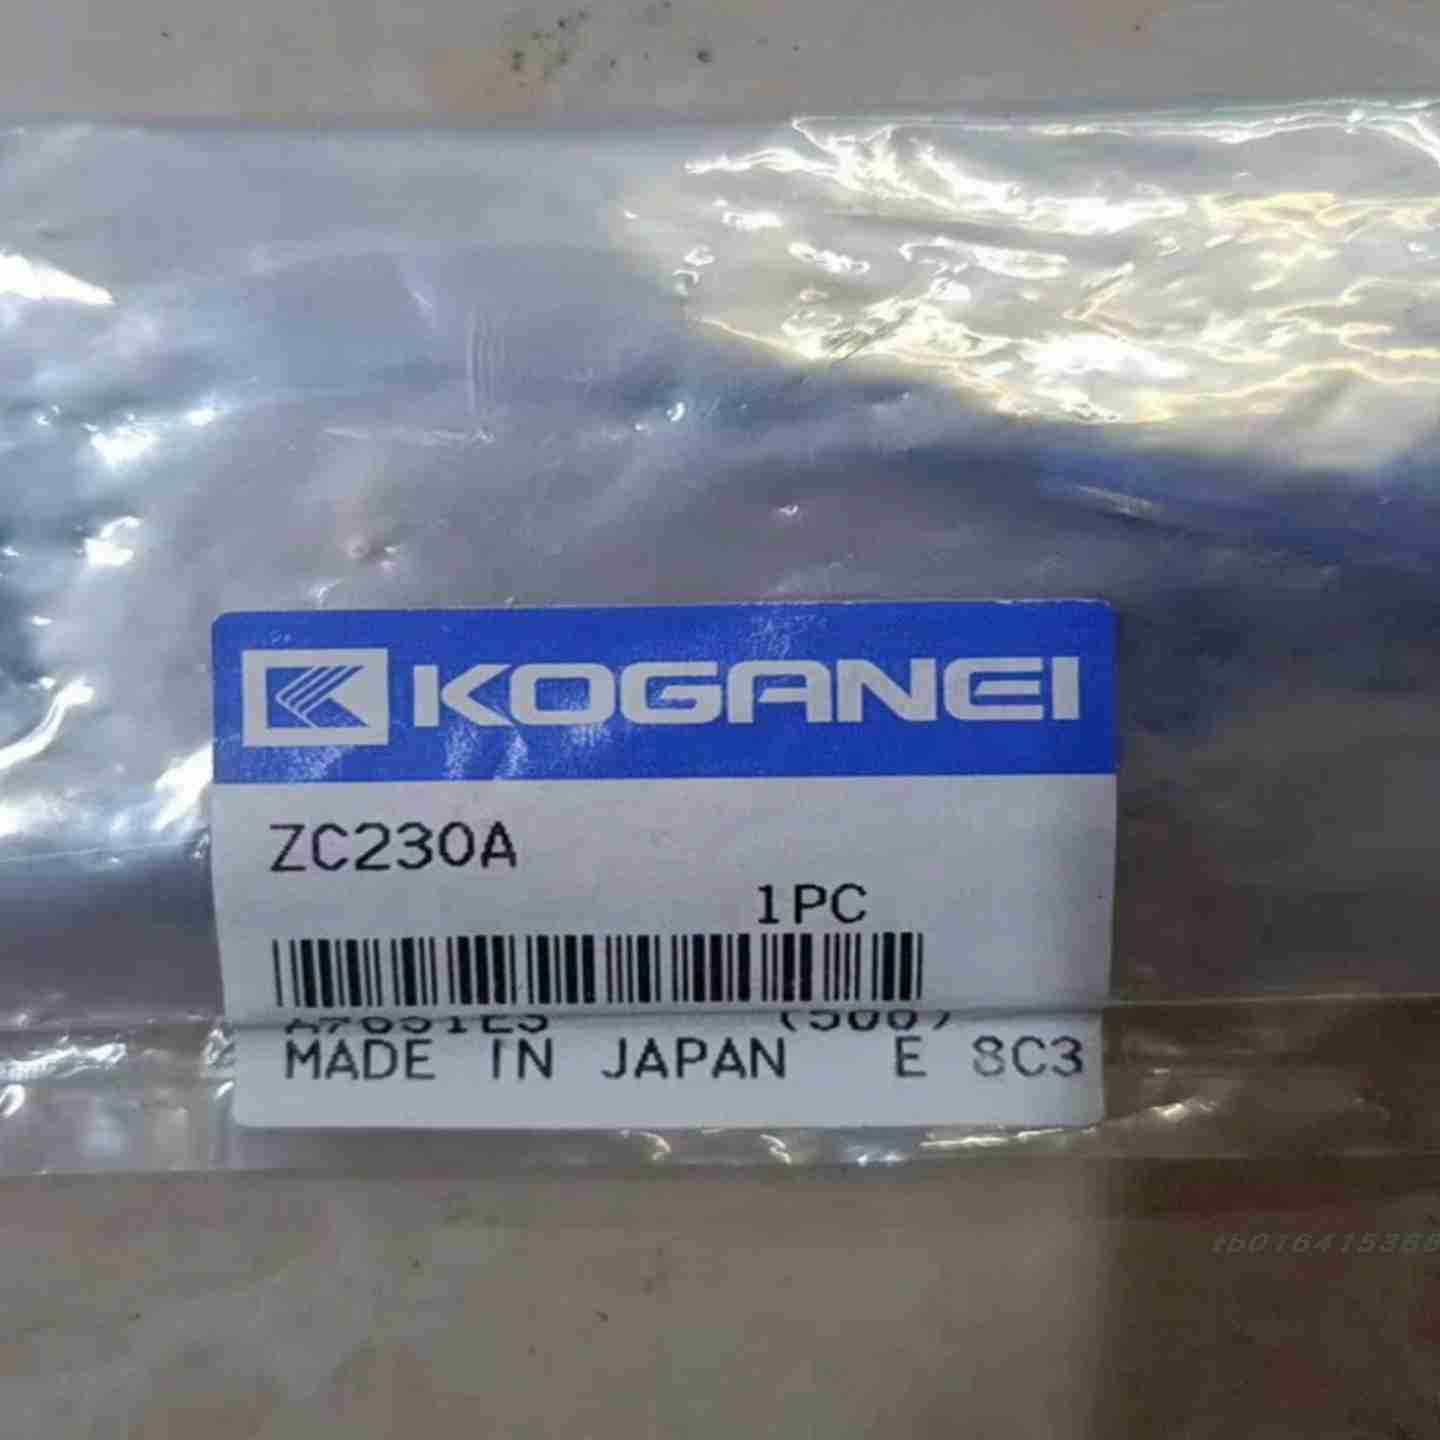 KOGANEI
ZC230A
1PC
MADE IN JAPAN E 8C3